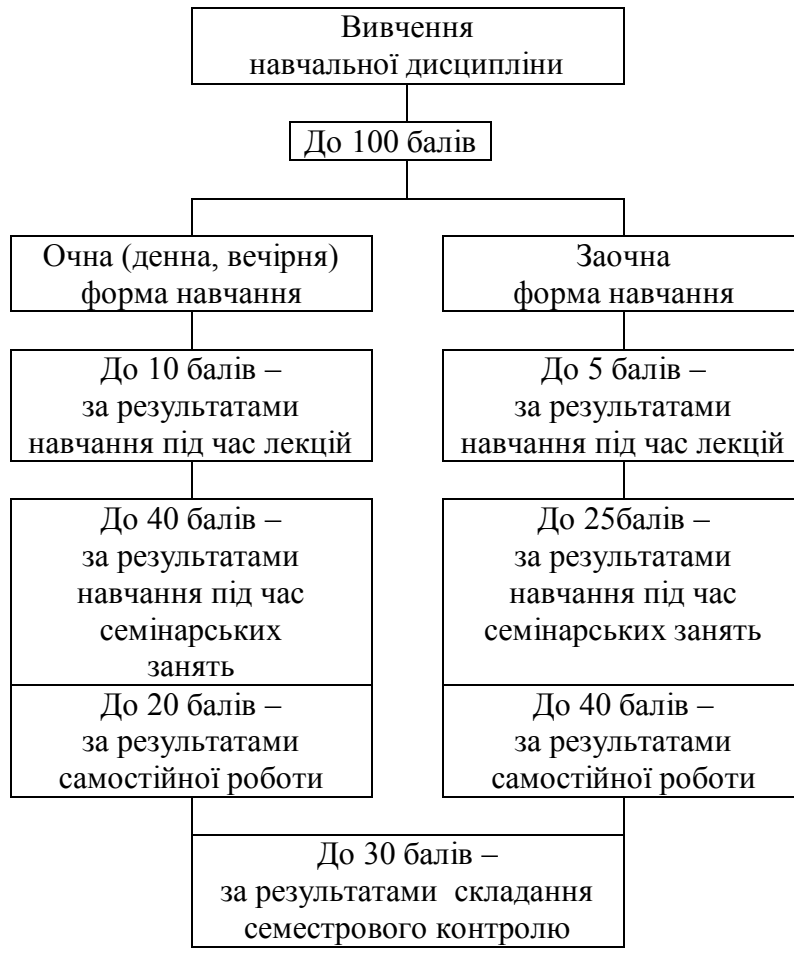 Вивчення
навчальної дисципліни
До 100 балів
Очна (денна, вечірня)
форма навчання
Заочна
форма навчання
До 10 балів –
за результатами
навчання під час лекцій
До 5 балів –
за результатами
навчання під час лекцій
До 40 балів –
за результатами
навчання під час
семінарських
занять
До 25балів –
за результатами
навчання під час
семінарських занять
До 20 балів –
за результатами
самостійної роботи
До 40 балів –
за результатами
самостійної роботи
До 30 балів –
за результатами складання
семестрового контролю